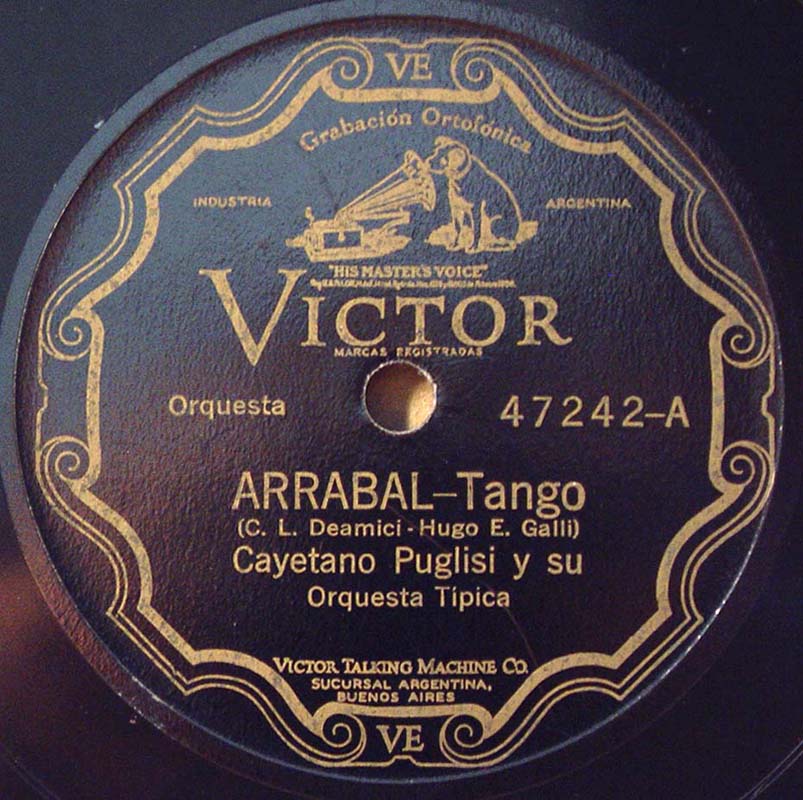 VE
Grabación Ortofónica
INDUSTRIA ARGENTINA
"HIS MASTER'S VOICE"
VICTOR
MARCAS REGISTRADAS
Orquesta 47242-A
ARRABAL-Tango
(C. L. Deamici - Hugo E. Galli)
Cayetano Puglisi y su
Orquesta Típica
VICTOR TALKING MACHINE CO.
SUCURSAL ARGENTINA,
BUENOS AIRES
VE